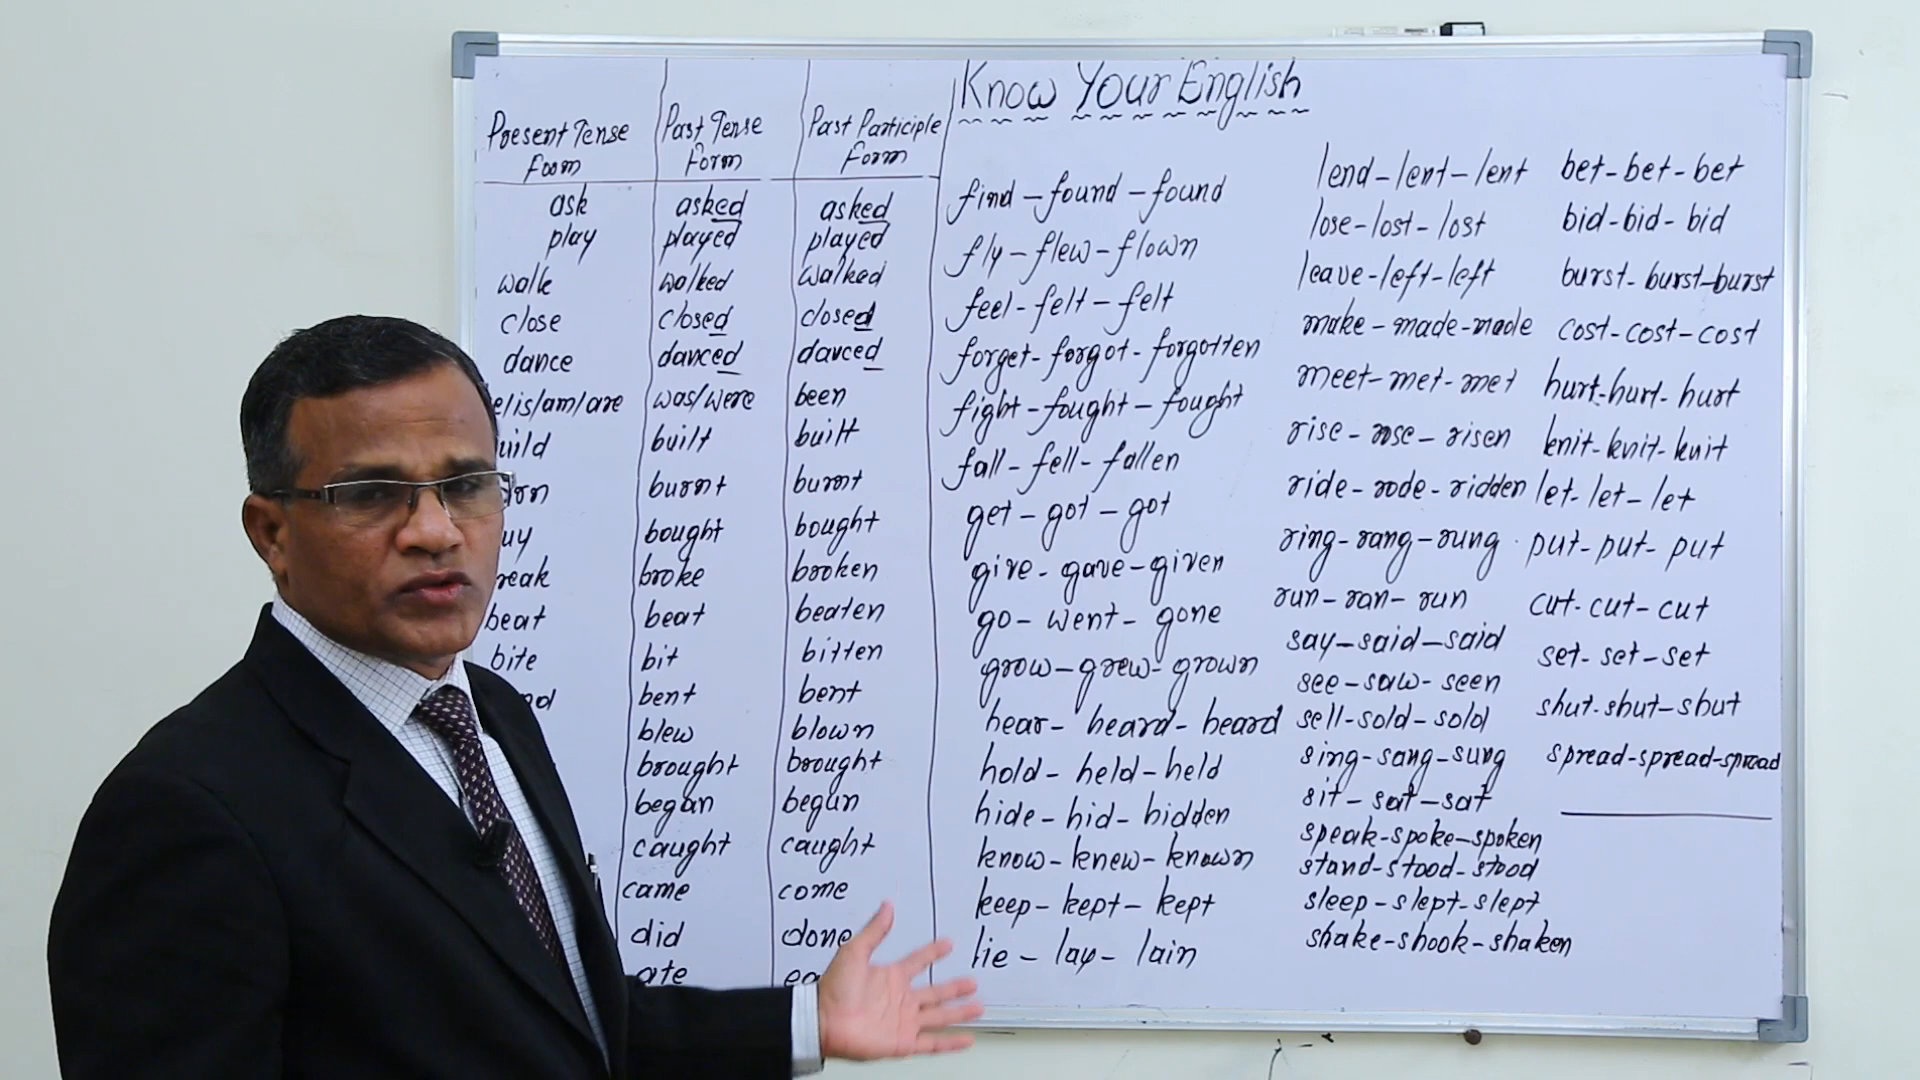 Know Your English
Present Tense Form
Past Tense Form
Past Participle Form
ask asked asked
play played played
walk walked walked
close closed closed
dance danced danced
e/is/am/are was/were been
uild built built
burnt burnt
uy bought bought
reak broke broken
beat beat beaten
bite bit bitten
bent bent
blew blown
brought brought
began begun
caught caught
came come
did done
ate
find - found - found
fly - flew - flown
feel - felt - felt
forget - forgot - forgotten
fight - fought - fought
fall - fell - fallen
get - got - got
give - gave - given
go - went - gone
grow - grew - grown
hear - heard - heard
hold - held - held
hide - hid - hidden
know - knew - known
keep - kept - kept
lie - lay - lain
lend - lent - lent
lose - lost - lost
leave - left - left
make - made - made
meet - met - met
rise - rose - risen
ride - rode - ridden
ring - rang - rung
run - ran - run
say - said - said
see - saw - seen
sell - sold - sold
sing - sang - sung
sit - sat - sat
speak - spoke - spoken
stand - stood - stood
sleep - slept - slept
shake - shook - shaken
bet - bet - bet
bid - bid - bid
burst - burst - burst
cost - cost - cost
hurt - hurt - hurt
knit - knit - knit
let - let - let
put - put - put
cut - cut - cut
set - set - set
shut - shut - shut
spread - spread - spread